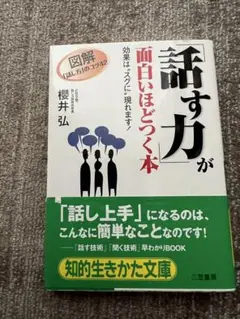 図解
「話し方」のコツ42
「話す力」が
面白いほどつく本
効果は“スグに”現れます！
櫻井 弘
「話し上手」になるのは、
こんなに簡単なことなのです！
「話す技術」「聞く技術」早わかりBOOK
知的生きかた文庫
三笠書房